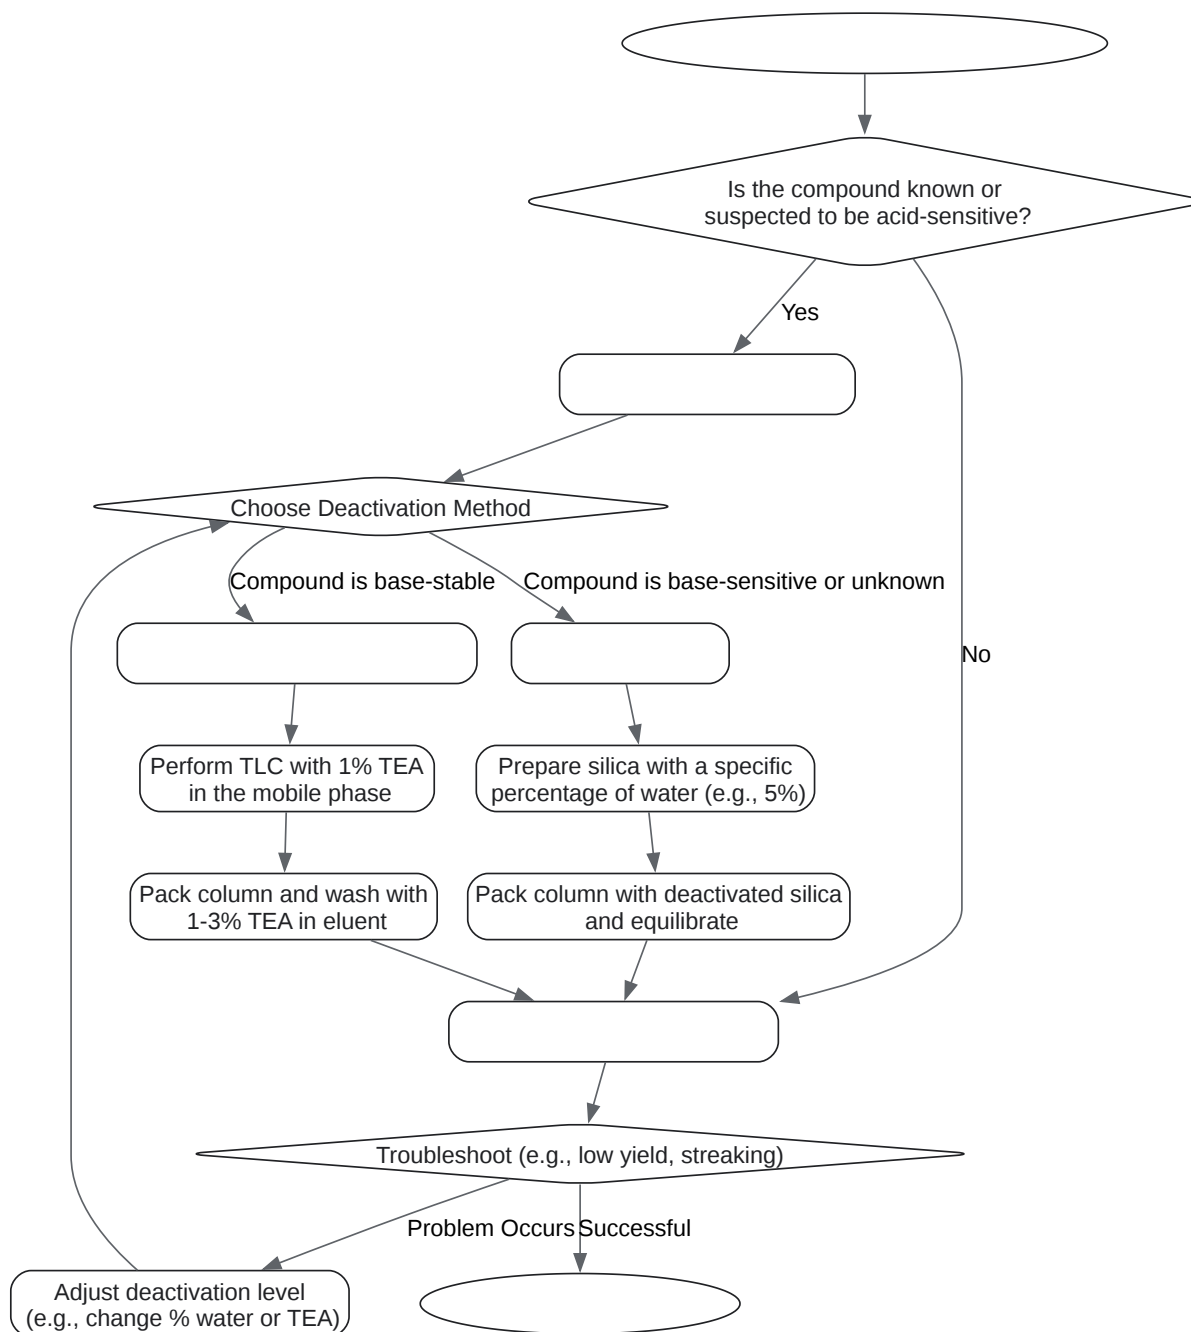 Is the compound known or
suspected to be acid-sensitive?
Yes
Choose Deactivation Method
Compound is base-stable
Compound is base-sensitive or unknown
No
Perform TLC with 1% TEA
in the mobile phase
Prepare silica with a specific
percentage of water (e.g., 5%)
Pack column and wash with
1-3% TEA in eluent
Pack column with deactivated silica
and equilibrate
Troubleshoot (e.g., low yield, streaking)
Problem Occurs
Successful
Adjust deactivation level
(e.g., change % water or TEA)